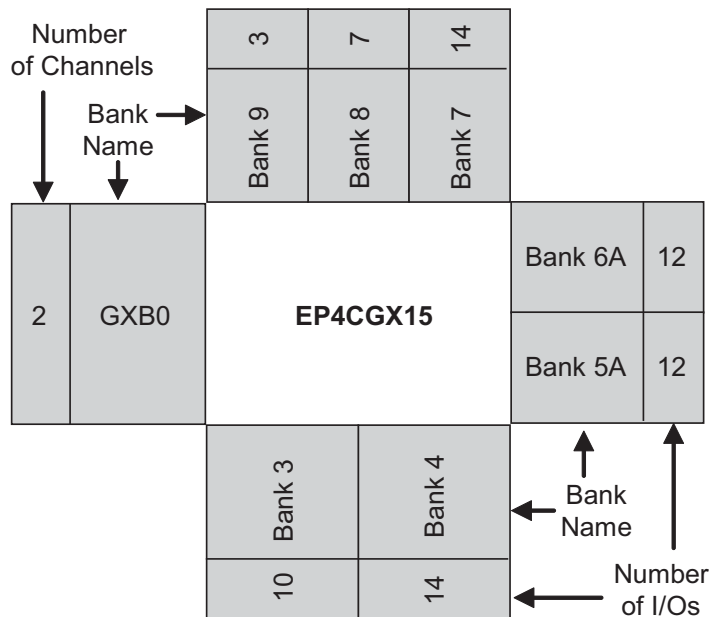 Number
of Channels
Bank
Name
3
7
14
Bank 9
Bank 8
Bank 7
2
GXB0
EP4CGX15
Bank 6A
12
Bank 5A
12
Bank 3
Bank 4
10
14
Bank
Name
Number
of I/Os